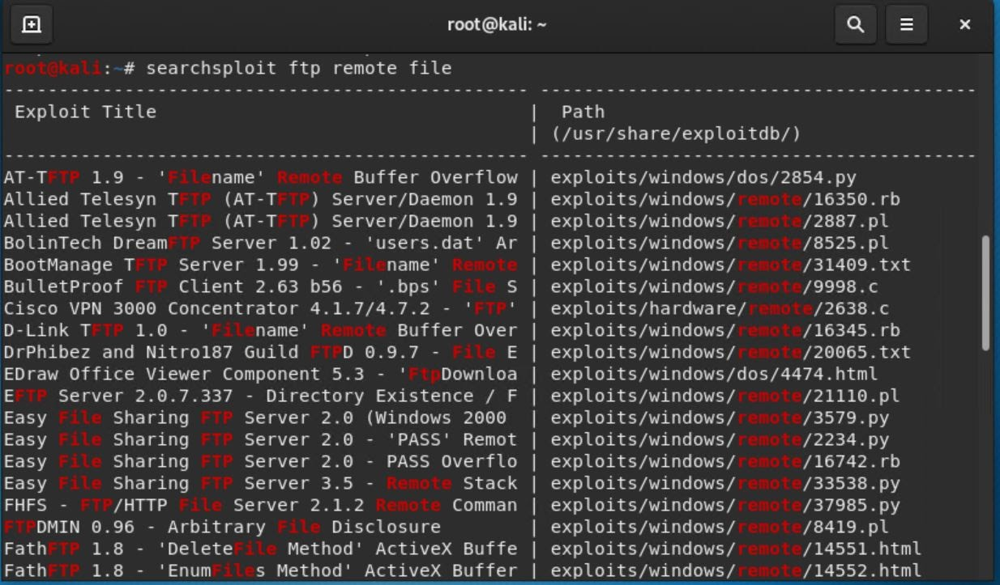 root@kali: ~
root@kali:~# searchsploit ftp remote file
--------------------------------------------------- ----------------------------------------
 Exploit Title | Path
 | (/usr/share/exploitdb/)
--------------------------------------------------- ----------------------------------------
AT-TFTP 1.9 - 'Filename' Remote Buffer Overflow | exploits/windows/dos/2854.py
Allied Telesyn TFTP (AT-TFTP) Server/Daemon 1.9 | exploits/windows/remote/16350.rb
Allied Telesyn TFTP (AT-TFTP) Server/Daemon 1.9 | exploits/windows/remote/2887.pl
BolinTech DreamFTP Server 1.02 - 'users.dat' Ar | exploits/windows/remote/8525.pl
BootManage TFTP Server 1.99 - 'Filename' Remote | exploits/windows/remote/31409.txt
BulletProof FTP Client 2.63 b56 - '.bps' File S | exploits/windows/remote/9998.c
Cisco VPN 3000 Concentrator 4.1.7/4.7.2 - 'FTP' | exploits/hardware/remote/2638.c
D-Link TFTP 1.0 - 'Filename' Remote Buffer Over | exploits/windows/remote/16345.rb
DrPhibez and Nitro187 Guild FTPD 0.9.7 - File E | exploits/windows/remote/20065.txt
EDraw Office Viewer Component 5.3 - 'FtpDownloa | exploits/windows/dos/4474.html
EFTP Server 2.0.7.337 - Directory Existence / F | exploits/windows/remote/21110.pl
Easy File Sharing FTP Server 2.0 (Windows 2000 | exploits/windows/remote/3579.py
Easy File Sharing FTP Server 2.0 - 'PASS' Remot | exploits/windows/remote/2234.py
Easy File Sharing FTP Server 2.0 - PASS Overflo | exploits/windows/remote/16742.rb
Easy File Sharing FTP Server 3.5 - Remote Stack | exploits/windows/remote/33538.py
FHFS - FTP/HTTP File Server 2.1.2 Remote Comman | exploits/windows/remote/37985.py
FTPDMIN 0.96 - Arbitrary File Disclosure | exploits/windows/remote/8419.pl
FathFTP 1.8 - 'DeleteFile Method' ActiveX Buffe | exploits/windows/remote/14551.html
FathFTP 1.8 - 'EnumFiles Method' ActiveX Buffer | exploits/windows/remote/14552.html